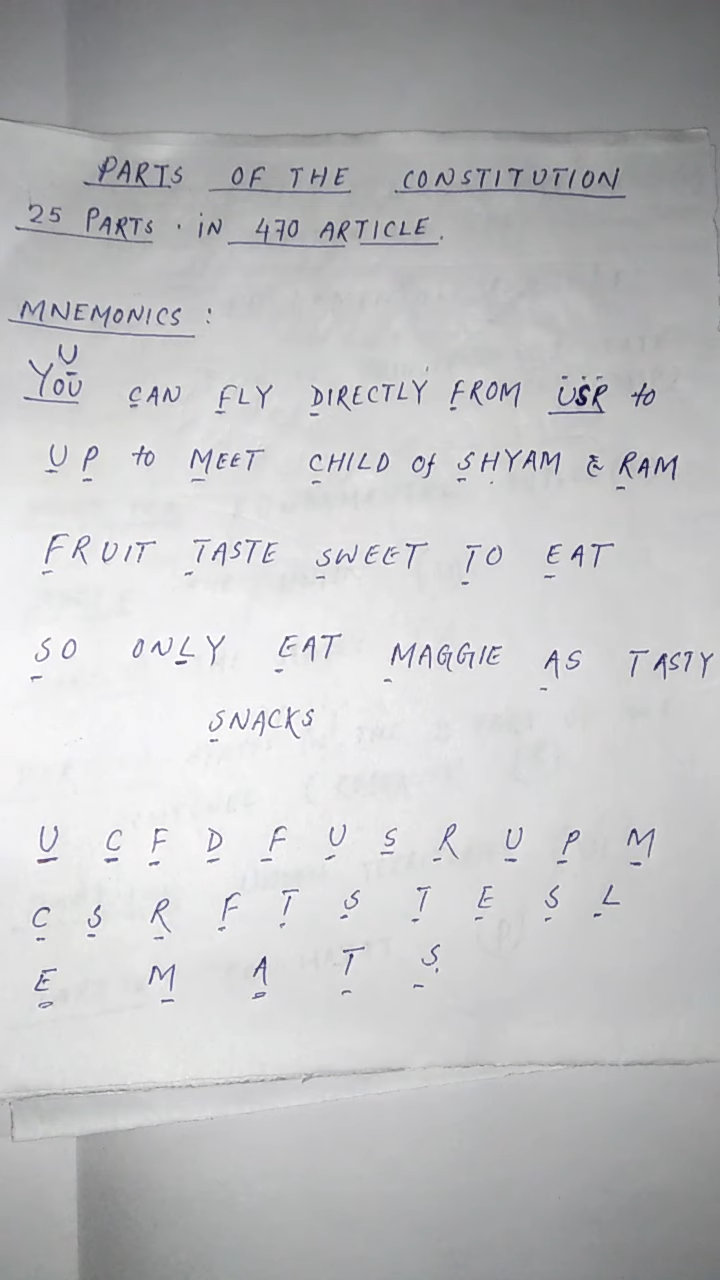 PARTS OF THE CONSTITUTION
25 PARTS . IN 470 ARTICLE.
MNEMONICS :
U
YOU CAN FLY DIRECTLY FROM USR to
UP to MEET CHILD of SHYAM & RAM
FRUIT TASTE SWEET TO EAT
SO ONLY EAT MAGGIE AS TASTY
SNACKS
U C F D F U S R U P M
C S R F T S T E S L
E M A T S.